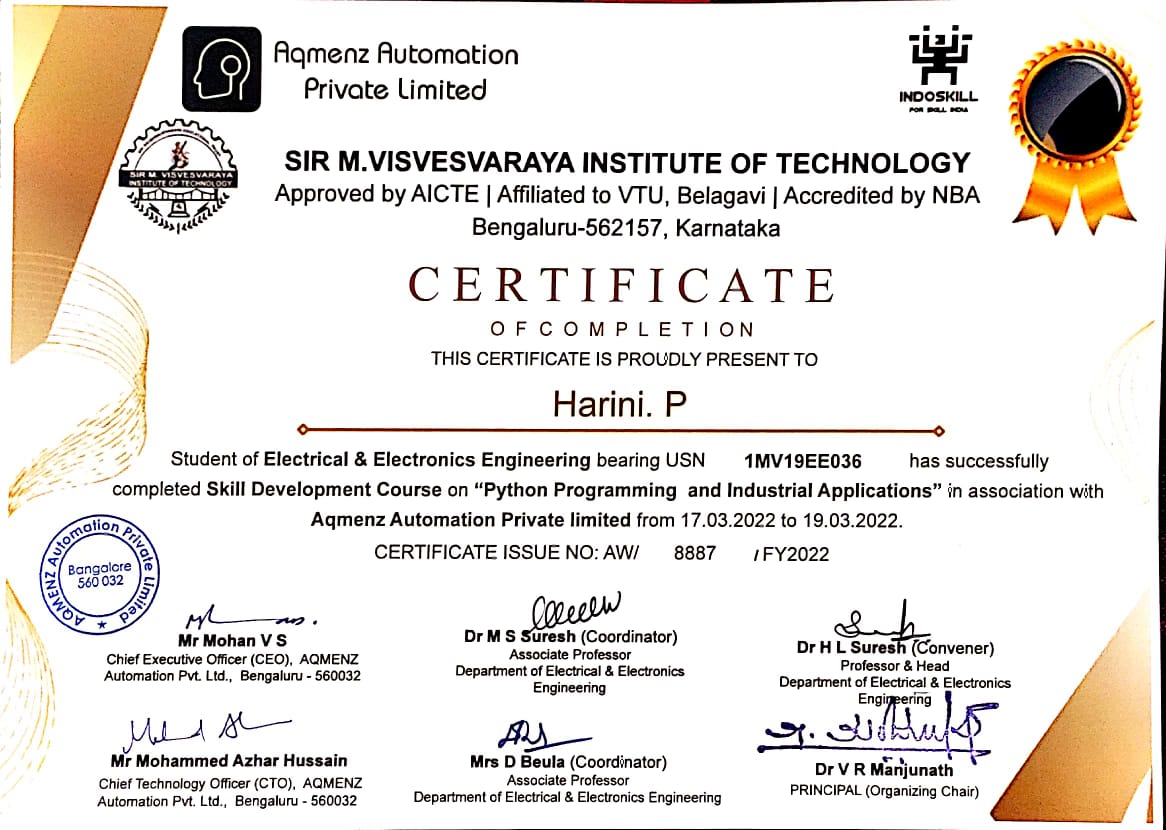 Aqmenz Automation
Private Limited
INDOSKILL
FOR SKILL INDIA
SIR M. VISVESVARAYA
INSTITUTE OF TECHNOLOGY
SIR M.VISVESVARAYA INSTITUTE OF TECHNOLOGY
Approved by AICTE | Affiliated to VTU, Belagavi | Accredited by NBA
Bengaluru-562157, Karnataka
CERTIFICATE
OF COMPLETION
THIS CERTIFICATE IS PROUDLY PRESENT TO
Harini. P
Student of Electrical & Electronics Engineering bearing USN 1MV19EE036 has successfully
completed Skill Development Course on “Python Programming and Industrial Applications” in association with
Aqmenz Automation Private limited from 17.03.2022 to 19.03.2022.
CERTIFICATE ISSUE NO: AW/ 8887 /FY2022
AQMENZ Automation Private Limited
Bangalore
560 032
Mr Mohan V S
Chief Executive Officer (CEO), AQMENZ
Automation Pvt. Ltd., Bengaluru - 560032
Dr M S Suresh (Coordinator)
Associate Professor
Department of Electrical & Electronics
Engineering
Dr H L Suresh (Convener)
Professor & Head
Department of Electrical & Electronics
Engineering
Mr Mohammed Azhar Hussain
Chief Technology Officer (CTO), AQMENZ
Automation Pvt. Ltd., Bengaluru - 560032
Mrs D Beula (Coordinator)
Associate Professor
Department of Electrical & Electronics Engineering
Dr V R Manjunath
PRINCIPAL (Organizing Chair)